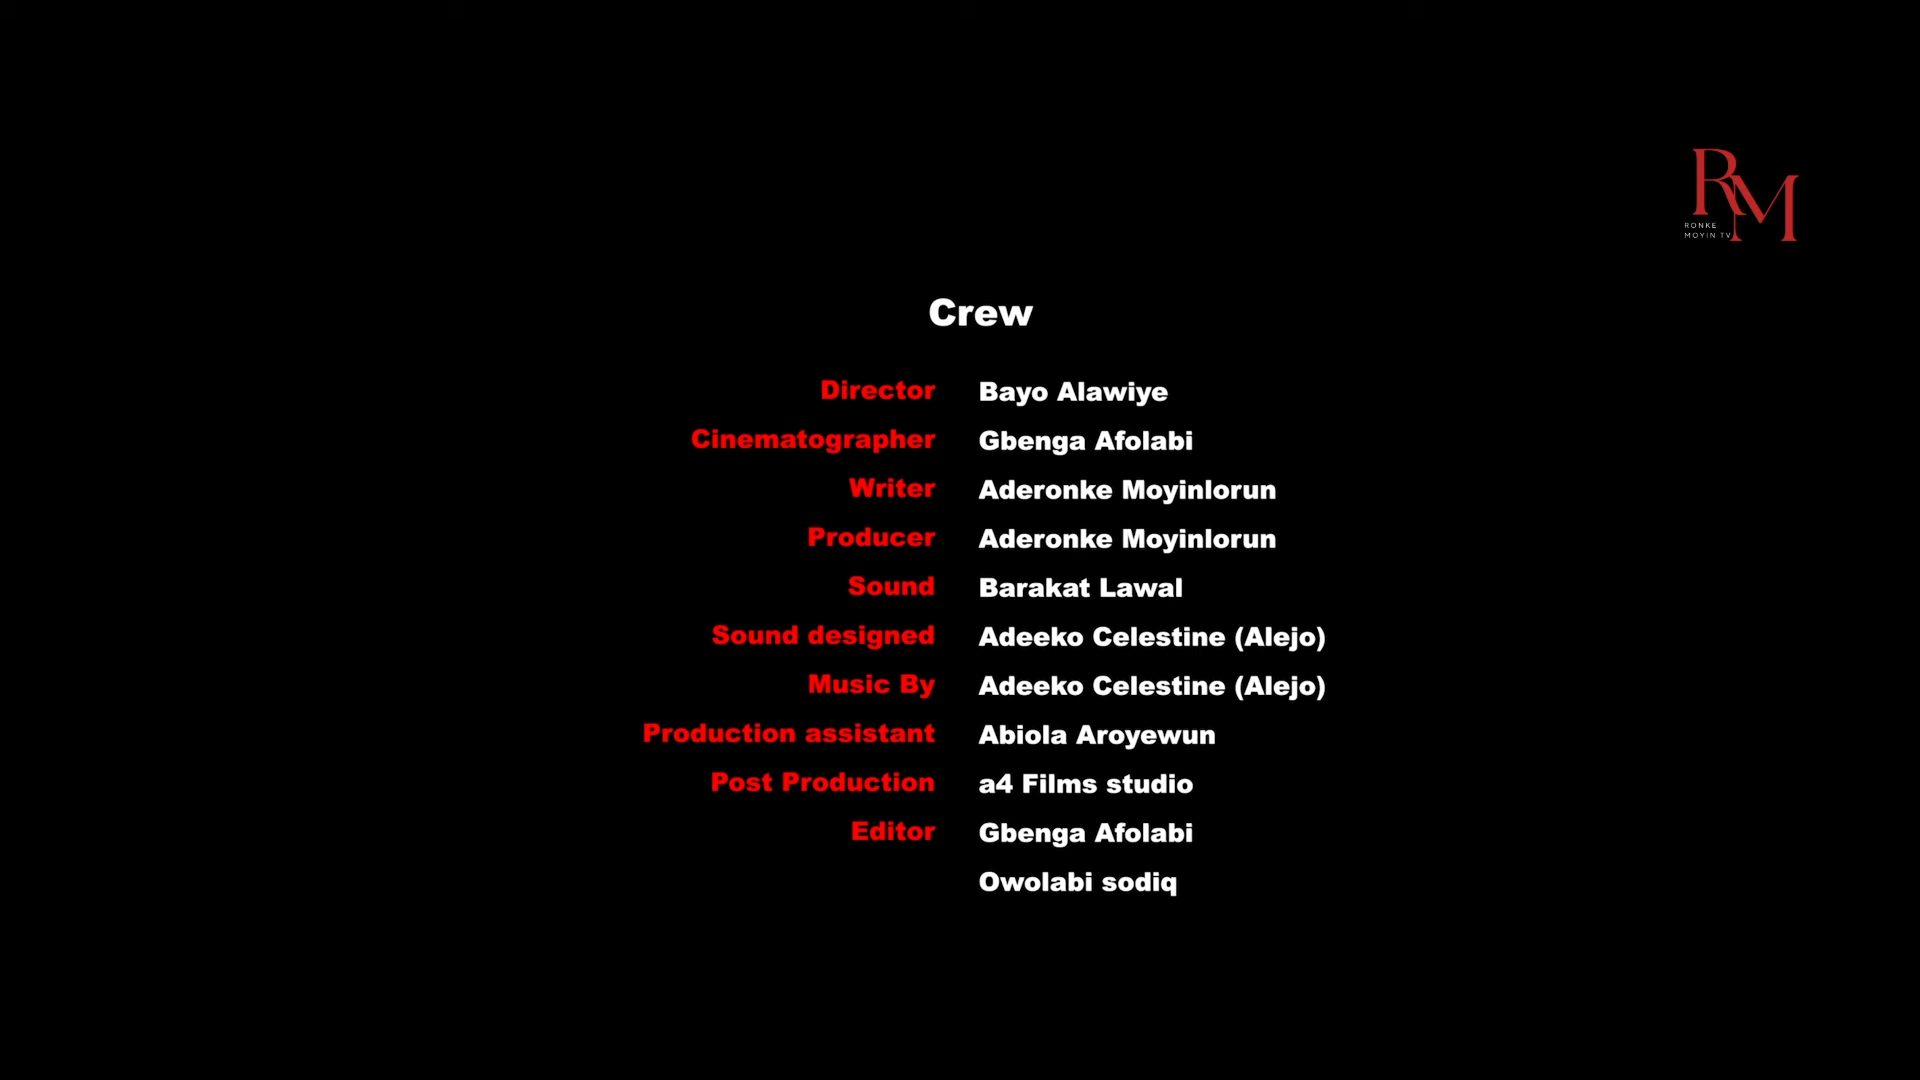 RM
RONKE
MOYIN TV
Crew
Director Bayo Alawiye
Cinematographer Gbenga Afolabi
Writer Aderonke Moyinlorun
Producer Aderonke Moyinlorun
Sound Barakat Lawal
Sound designed Adeeko Celestine (Alejo)
Music By Adeeko Celestine (Alejo)
Production assistant Abiola Aroyewun
Post Production a4 Films studio
Editor Gbenga Afolabi
Owolabi sodiq